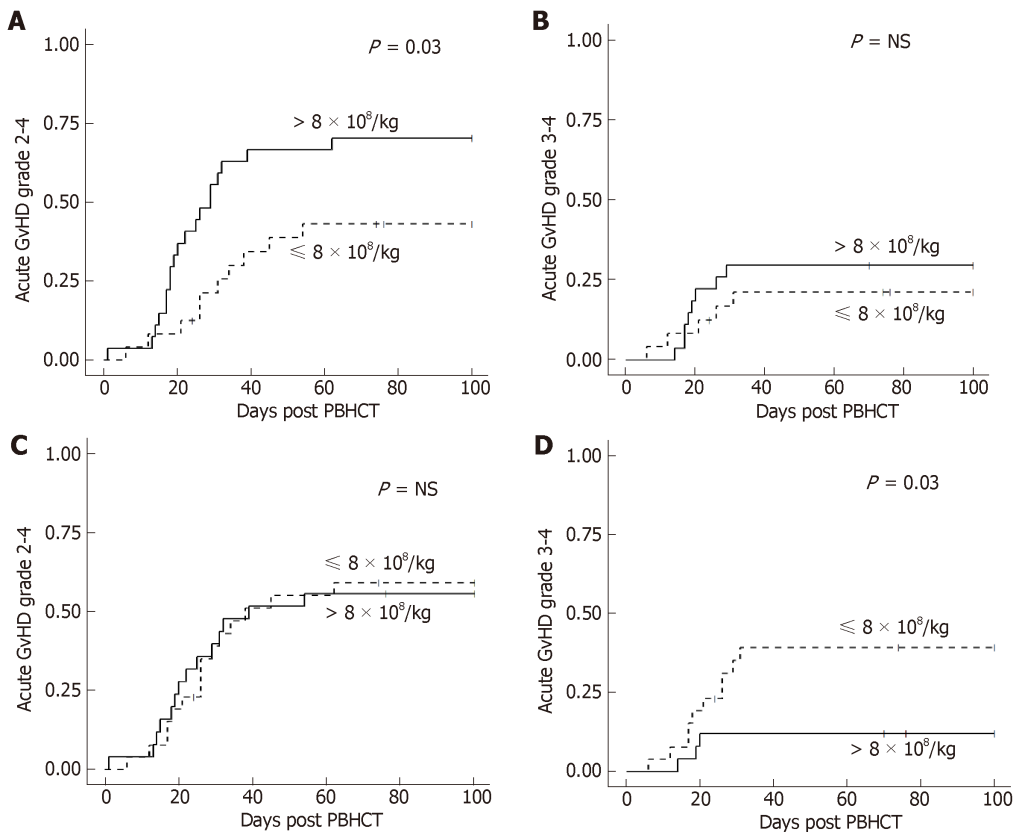 A
P = 0.03
Acute GvHD grade 2-4
1.00
0.75
0.50
0.25
0.00
> 8 × 10⁸/kg
⩽ 8 × 10⁸/kg
0 20 40 60 80 100
Days post PBHCT
B
P = NS
Acute GvHD grade 3-4
1.00
0.75
0.50
0.25
0.00
> 8 × 10⁸/kg
⩽ 8 × 10⁸/kg
0 20 40 60 80 100
Days post PBHCT
C
P = NS
Acute GvHD grade 2-4
1.00
0.75
0.50
0.25
0.00
⩽ 8 × 10⁸/kg
> 8 × 10⁸/kg
0 20 40 60 80 100
Days post PBHCT
D
P = 0.03
Acute GvHD grade 3-4
1.00
0.75
0.50
0.25
0.00
⩽ 8 × 10⁸/kg
> 8 × 10⁸/kg
0 20 40 60 80 100
Days post PBHCT